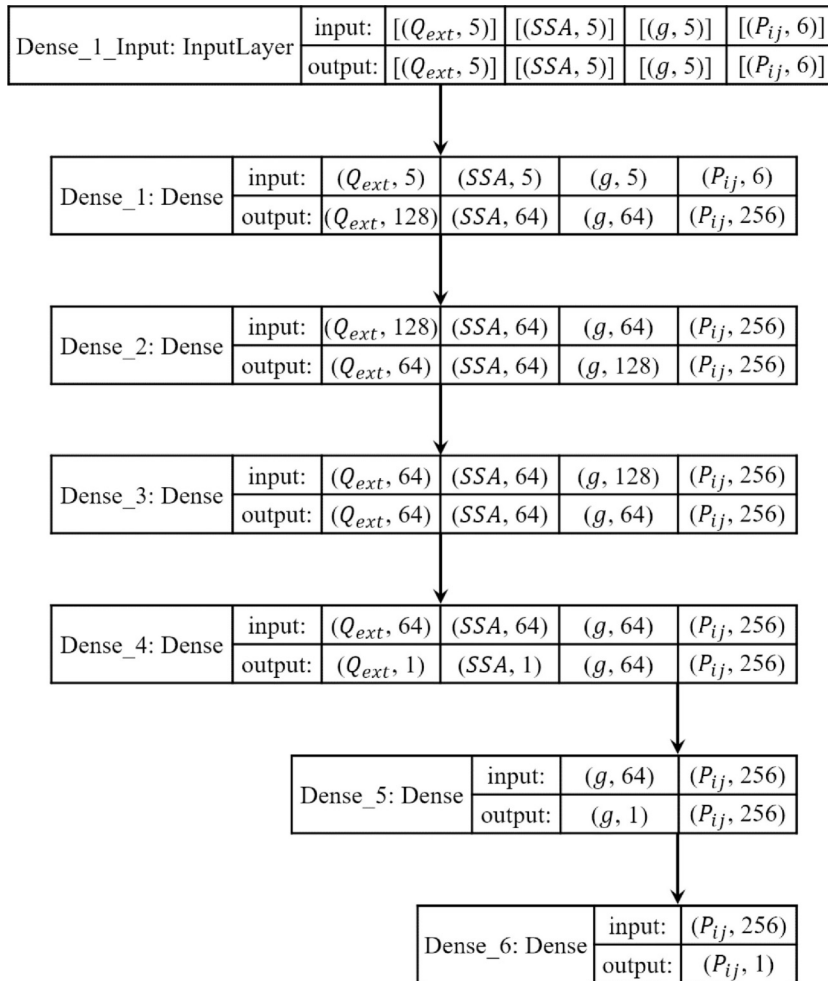 Dense_1_Input: InputLayer input: [(Q_ext, 5)] [(SSA, 5)] [(g, 5)] [(P_ij, 6)]
output: [(Q_ext, 5)] [(SSA, 5)] [(g, 5)] [(P_ij, 6)]
Dense_1: Dense input: (Q_ext, 5) (SSA, 5) (g, 5) (P_ij, 6)
output: (Q_ext, 128) (SSA, 64) (g, 64) (P_ij, 256)
Dense_2: Dense input: (Q_ext, 128) (SSA, 64) (g, 64) (P_ij, 256)
output: (Q_ext, 64) (SSA, 64) (g, 128) (P_ij, 256)
Dense_3: Dense input: (Q_ext, 64) (SSA, 64) (g, 128) (P_ij, 256)
output: (Q_ext, 64) (SSA, 64) (g, 64) (P_ij, 256)
Dense_4: Dense input: (Q_ext, 64) (SSA, 64) (g, 64) (P_ij, 256)
output: (Q_ext, 1) (SSA, 1) (g, 64) (P_ij, 256)
Dense_5: Dense input: (g, 64) (P_ij, 256)
output: (g, 1) (P_ij, 256)
Dense_6: Dense input: (P_ij, 256)
output: (P_ij, 1)